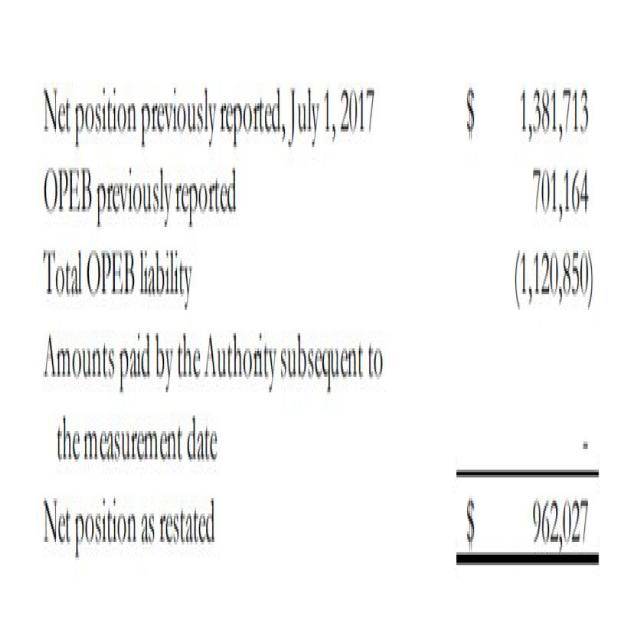 Net position previously reported, July 1, 2017 $ 1,381,713
OPEB previously reported 701,164
Total OPEB liability (1,120,850)
Amounts paid by the Authority subsequent to
the measurement date -
Net position as restated $ 962,027